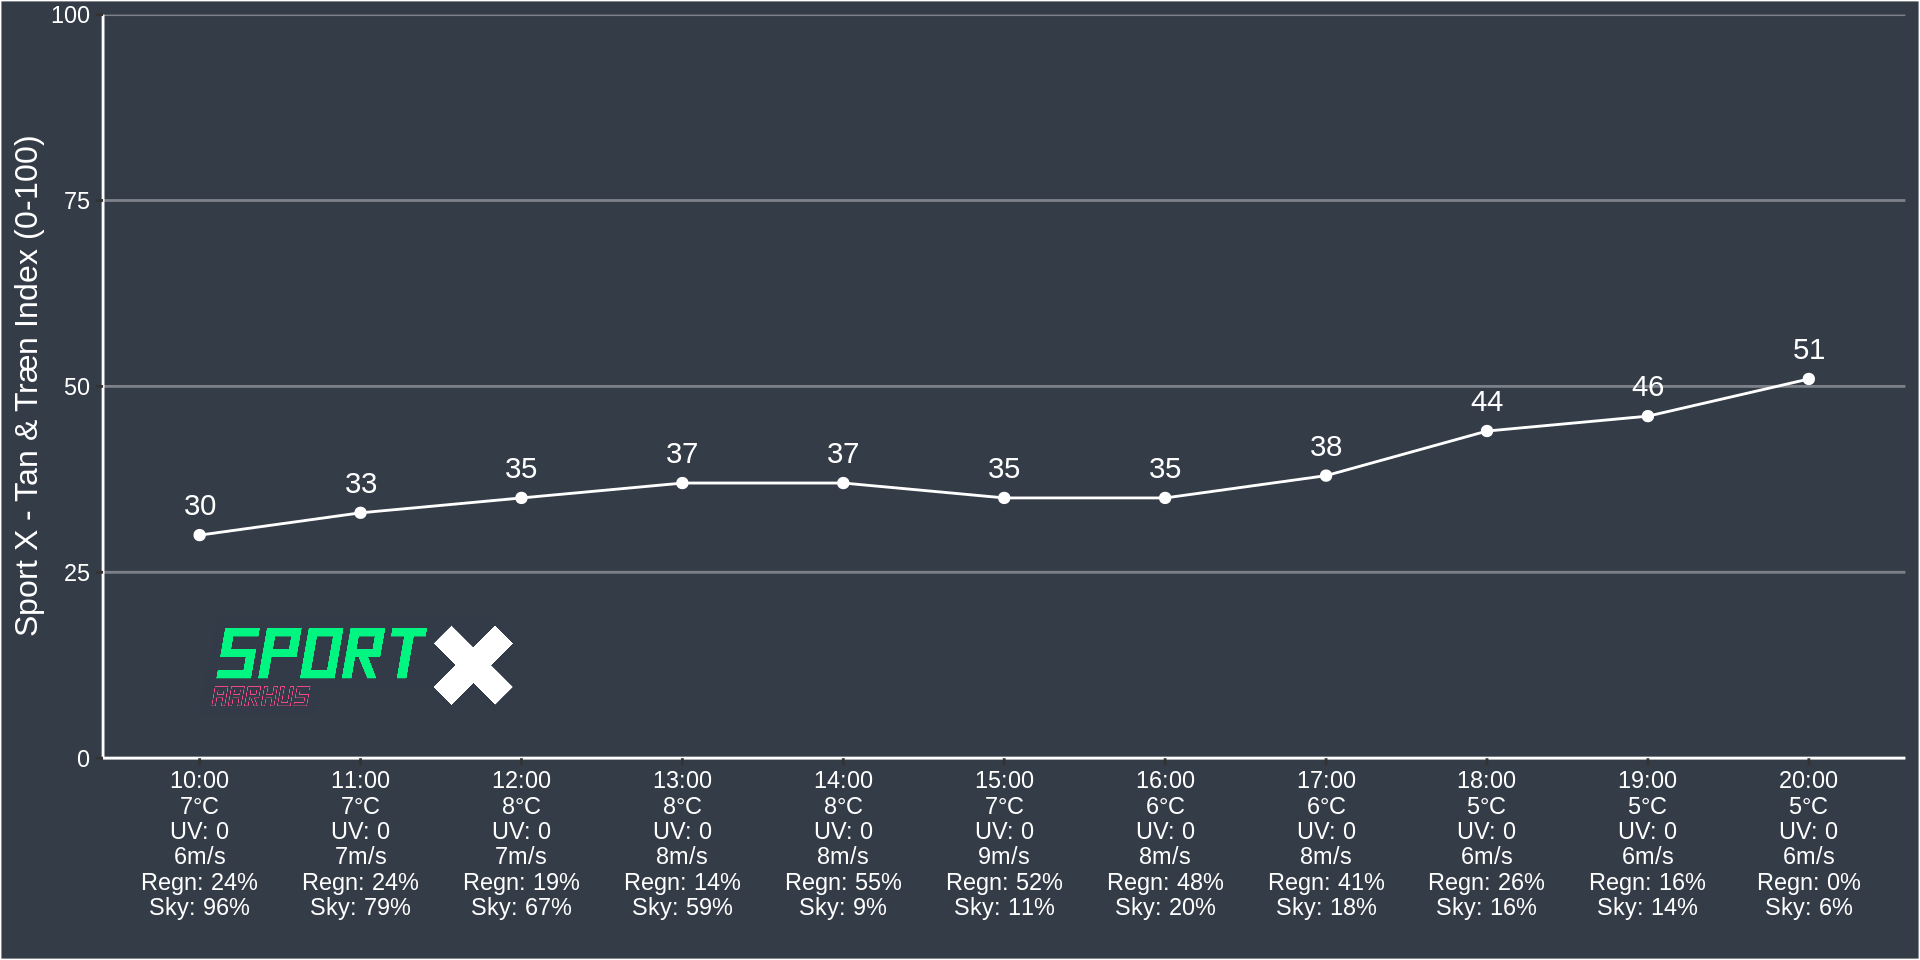 Sport X - Tan & Træn Index (0-100)
100
75
50
25
0
30
33
35
37
37
35
35
38
44
46
51
SPORT X
AARHUS
10:00 11:00 12:00 13:00 14:00 15:00 16:00 17:00 18:00 19:00 20:00
7°C 7°C 8°C 8°C 8°C 7°C 6°C 6°C 5°C 5°C 5°C
UV: 0 UV: 0 UV: 0 UV: 0 UV: 0 UV: 0 UV: 0 UV: 0 UV: 0 UV: 0 UV: 0
6m/s 7m/s 7m/s 8m/s 8m/s 9m/s 8m/s 8m/s 6m/s 6m/s 6m/s
Regn: 24% Regn: 24% Regn: 19% Regn: 14% Regn: 55% Regn: 52% Regn: 48% Regn: 41% Regn: 26% Regn: 16% Regn: 0%
Sky: 96% Sky: 79% Sky: 67% Sky: 59% Sky: 9% Sky: 11% Sky: 20% Sky: 18% Sky: 16% Sky: 14% Sky: 6%